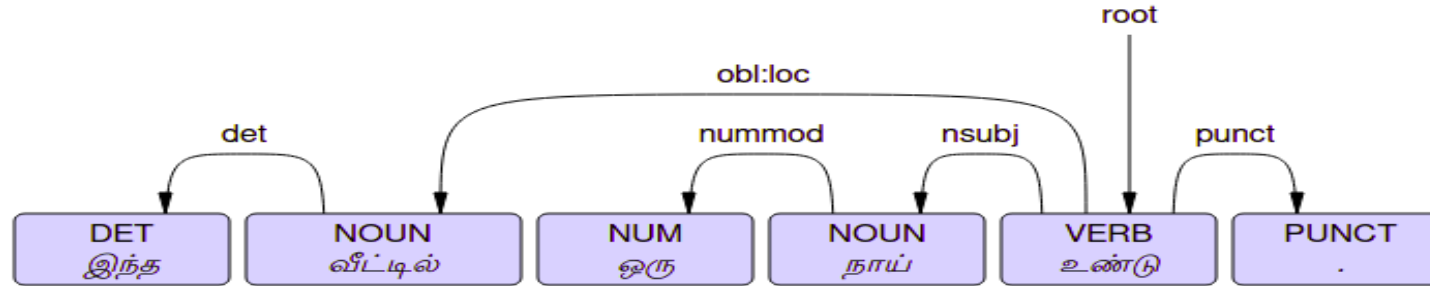 root
obl:loc
det nummod nsubj punct
DET NOUN NUM NOUN VERB PUNCT
இந்த வீட்டில் ஒரு நாய் உண்டு .